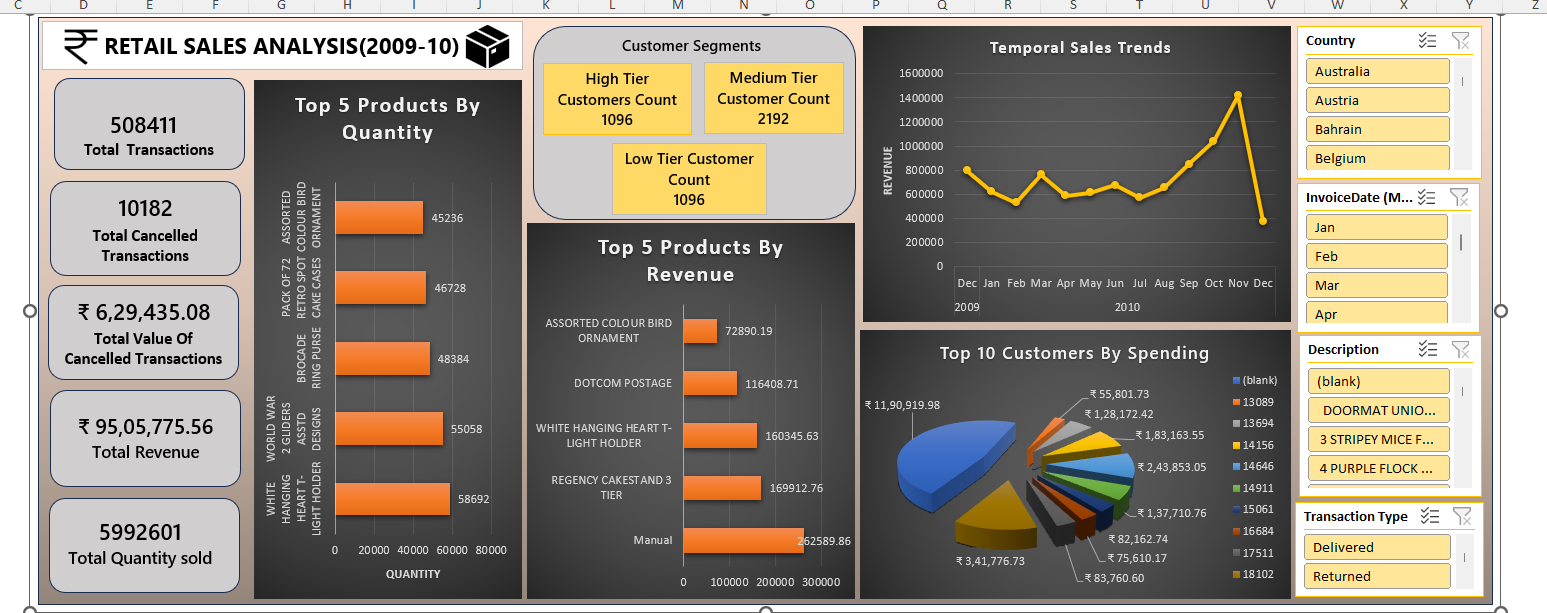 C D E F G H I J K L M N O P Q R S T U V W X Y Z
₹ RETAIL SALES ANALYSIS(2009-10)
508411
Total Transactions
10182
Total Cancelled
Transactions
₹ 6,29,435.08
Total Value Of
Cancelled Transactions
₹ 95,05,775.56
Total Revenue
5992601
Total Quantity sold
Top 5 Products By
Quantity
ASSORTED
COLOUR BIRD
ORNAMENT
45236
PACK OF 72
RETRO SPOT
CAKE CASES
46728
BROCADE
RING PURSE
48384
WORLD WAR
2 GLIDERS
ASSTD
DESIGNS
55058
WHITE
HANGING
HEART T-
LIGHT HOLDER
58692
0 20000 40000 60000 80000
QUANTITY
Customer Segments
High Tier
Customers Count
1096
Medium Tier
Customer Count
2192
Low Tier Customer
Count
1096
Top 5 Products By
Revenue
ASSORTED COLOUR BIRD
ORNAMENT
72890.19
DOTCOM POSTAGE
116408.71
WHITE HANGING HEART T-
LIGHT HOLDER
160345.63
REGENCY CAKESTAND 3
TIER
169912.76
Manual
262589.86
0 100000 200000 300000
Temporal Sales Trends
REVENUE
1600000
1400000
1200000
1000000
800000
600000
400000
200000
0
Dec Jan Feb Mar Apr May Jun Jul Aug Sep Oct Nov Dec
2009 2010
Top 10 Customers By Spending
₹ 11,90,919.98
₹ 55,801.73
₹ 1,28,172.42
₹ 1,83,163.55
₹ 2,43,853.05
₹ 1,37,710.76
₹ 82,162.74
₹ 75,610.17
₹ 83,760.60
₹ 3,41,776.73
(blank)
13089
13694
14156
14646
14911
15061
16684
17511
18102
Country
Australia
Austria
Bahrain
Belgium
InvoiceDate (M...
Jan
Feb
Mar
Apr
Description
(blank)
DOORMAT UNIO...
3 STRIPEY MICE F...
4 PURPLE FLOCK ...
Transaction Type
Delivered
Returned